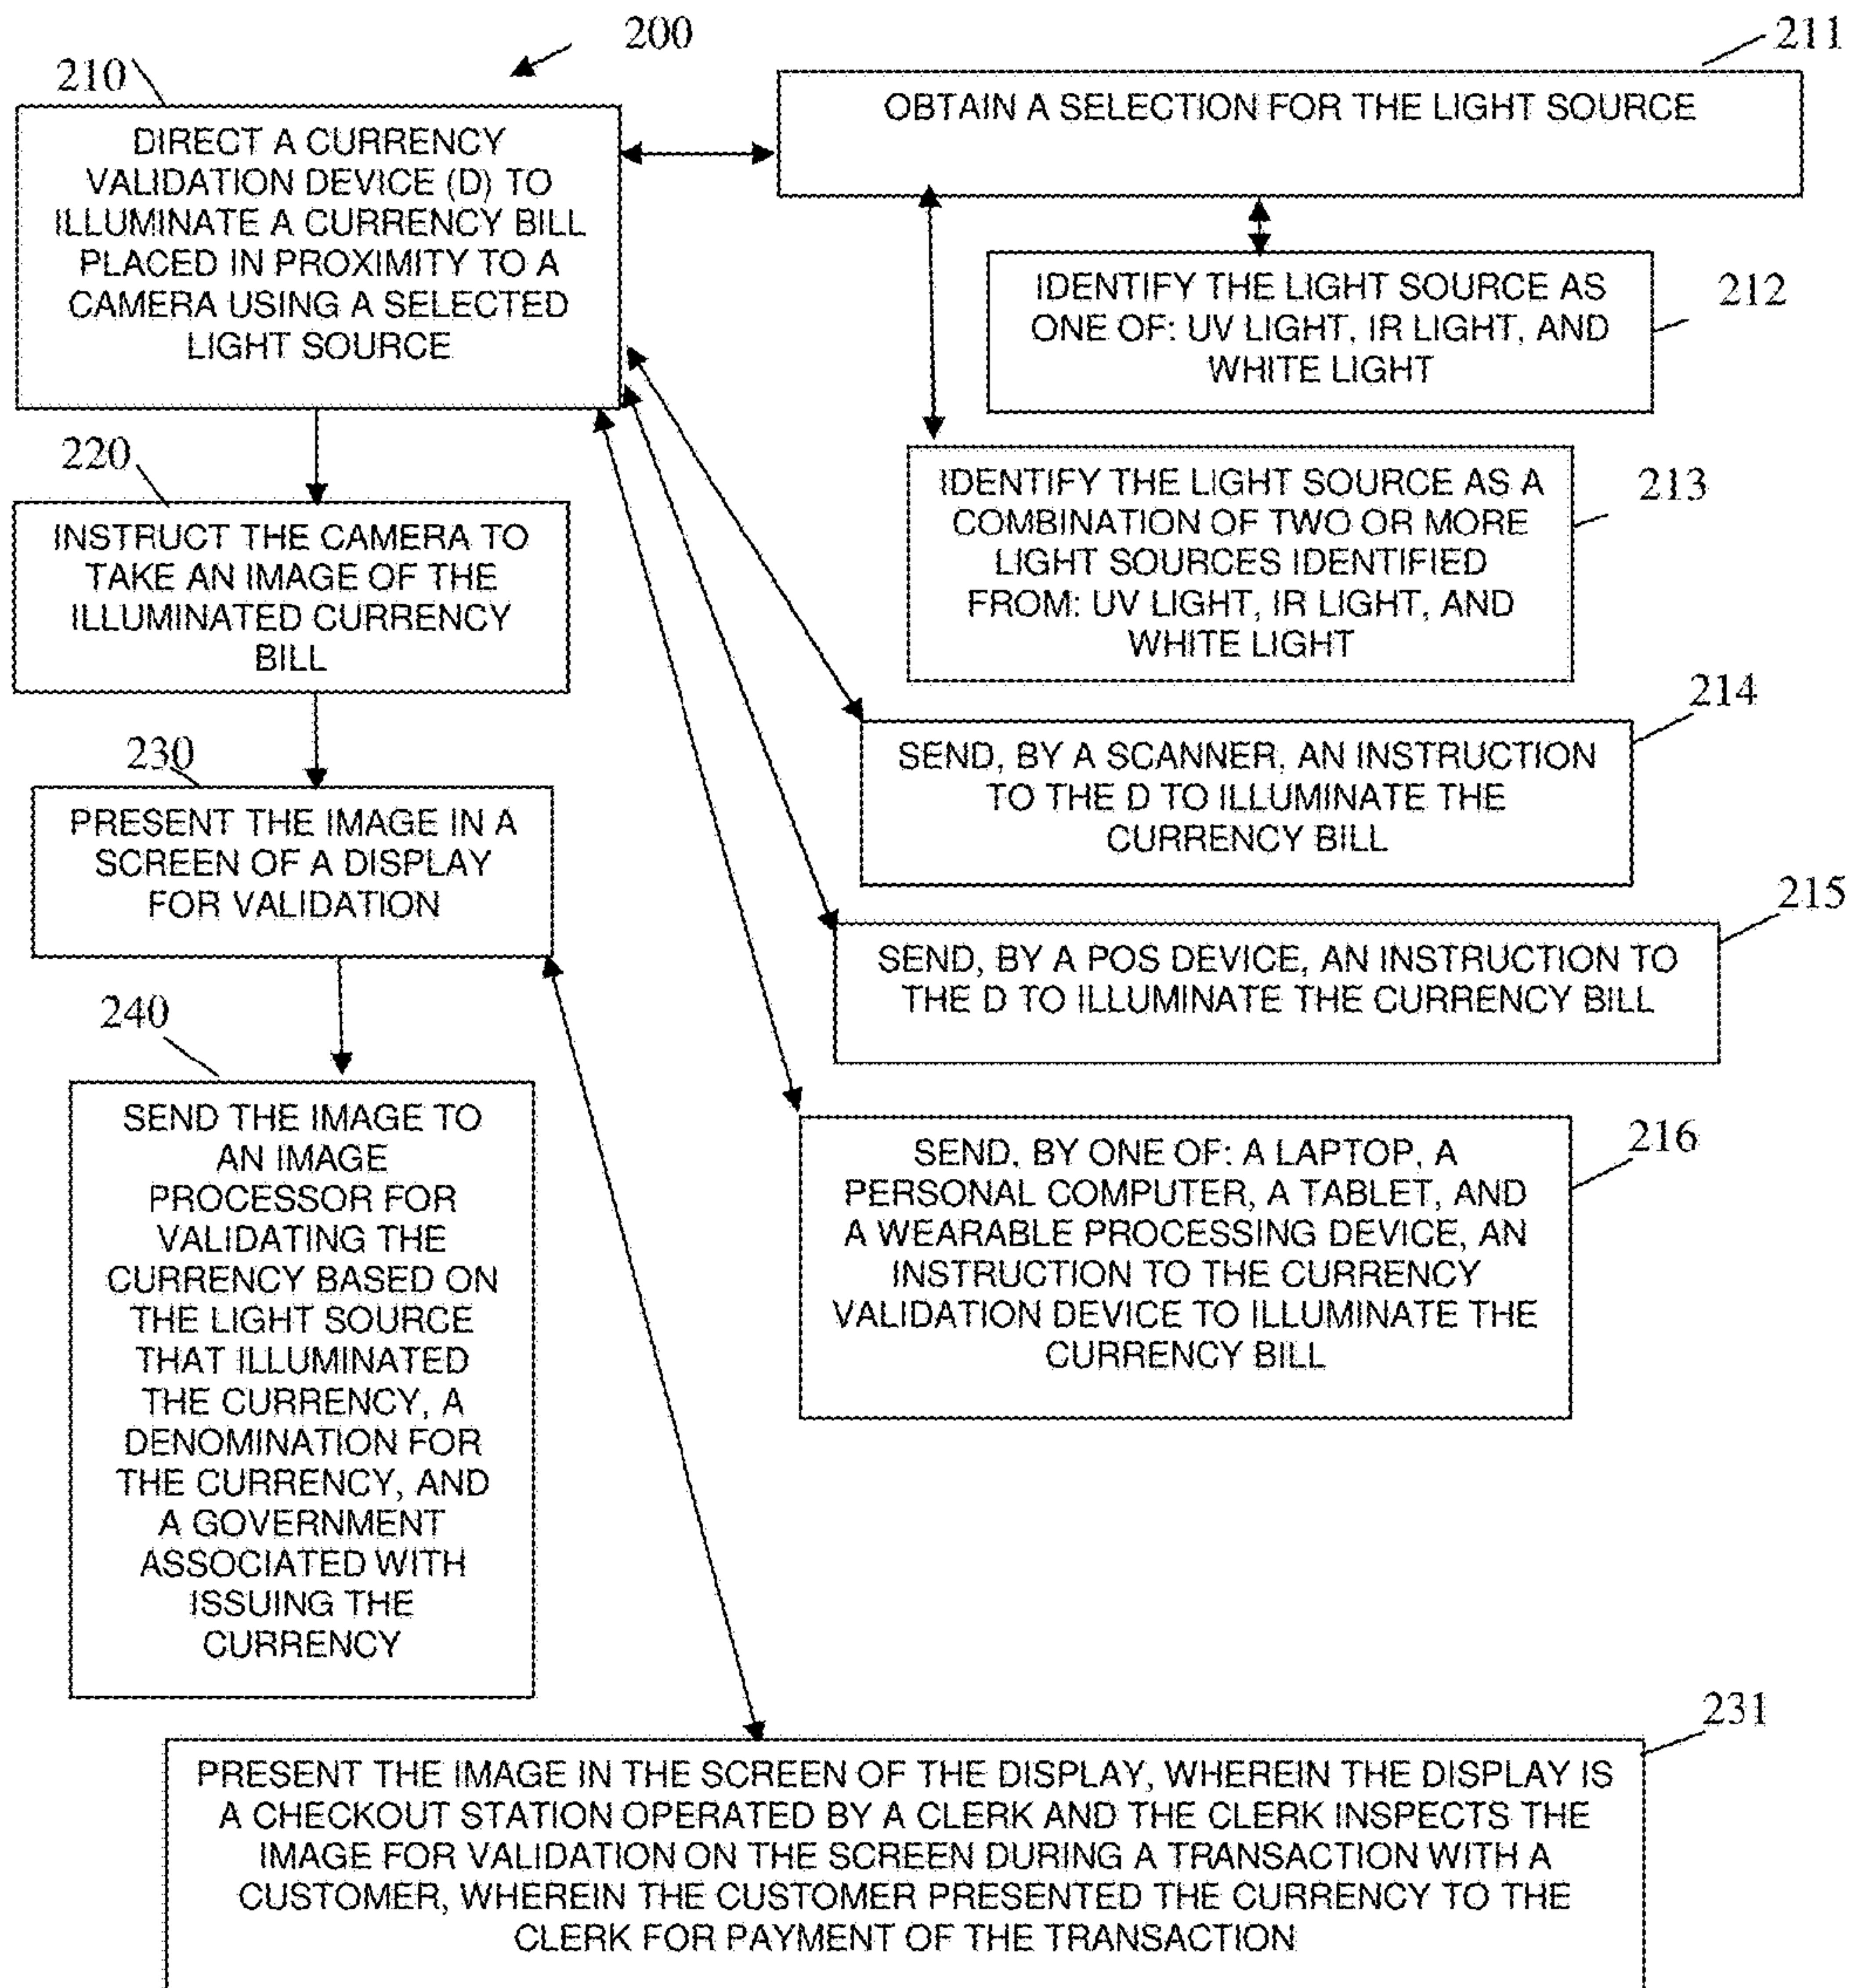 200
210
DIRECT A CURRENCY
VALIDATION DEVICE (D) TO
ILLUMINATE A CURRENCY BILL
PLACED IN PROXIMITY TO A
CAMERA USING A SELECTED
LIGHT SOURCE
211
OBTAIN A SELECTION FOR THE LIGHT SOURCE
212
IDENTIFY THE LIGHT SOURCE AS
ONE OF: UV LIGHT, IR LIGHT, AND
WHITE LIGHT
213
IDENTIFY THE LIGHT SOURCE AS A
COMBINATION OF TWO OR MORE
LIGHT SOURCES IDENTIFIED
FROM: UV LIGHT, IR LIGHT, AND
WHITE LIGHT
214
SEND, BY A SCANNER, AN INSTRUCTION
TO THE D TO ILLUMINATE THE
CURRENCY BILL
215
SEND, BY A POS DEVICE, AN INSTRUCTION TO
THE D TO ILLUMINATE THE CURRENCY BILL
216
SEND, BY ONE OF: A LAPTOP, A
PERSONAL COMPUTER, A TABLET, AND
A WEARABLE PROCESSING DEVICE, AN
INSTRUCTION TO THE CURRENCY
VALIDATION DEVICE TO ILLUMINATE THE
CURRENCY BILL
220
INSTRUCT THE CAMERA TO
TAKE AN IMAGE OF THE
ILLUMINATED CURRENCY
BILL
230
PRESENT THE IMAGE IN A
SCREEN OF A DISPLAY
FOR VALIDATION
240
SEND THE IMAGE TO
AN IMAGE
PROCESSOR FOR
VALIDATING THE
CURRENCY BASED ON
THE LIGHT SOURCE
THAT ILLUMINATED
THE CURRENCY, A
DENOMINATION FOR
THE CURRENCY, AND
A GOVERNMENT
ASSOCIATED WITH
ISSUING THE
CURRENCY
231
PRESENT THE IMAGE IN THE SCREEN OF THE DISPLAY, WHEREIN THE DISPLAY IS
A CHECKOUT STATION OPERATED BY A CLERK AND THE CLERK INSPECTS THE
IMAGE FOR VALIDATION ON THE SCREEN DURING A TRANSACTION WITH A
CUSTOMER, WHEREIN THE CUSTOMER PRESENTED THE CURRENCY TO THE
CLERK FOR PAYMENT OF THE TRANSACTION